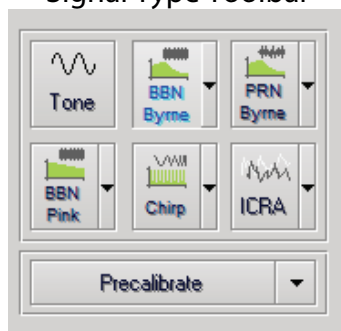 Signal Type Toolbar
Tone
BBN
Byrne
PRN
Byrne
BBN
Pink
Chirp
ICRA
Precalibrate